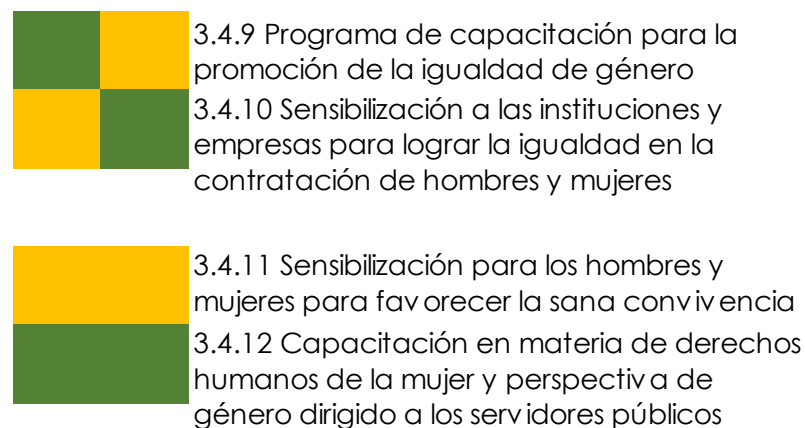 3.4.9 Programa de capacitación para la
promoción de la igualdad de género
3.4.10 Sensibilización a las instituciones y
empresas para lograr la igualdad en la
contratación de hombres y mujeres
3.4.11 Sensibilización para los hombres y
mujeres para favorecer la sana convivencia
3.4.12 Capacitación en materia de derechos
humanos de la mujer y perspectiva de
género dirigido a los servidores públicos